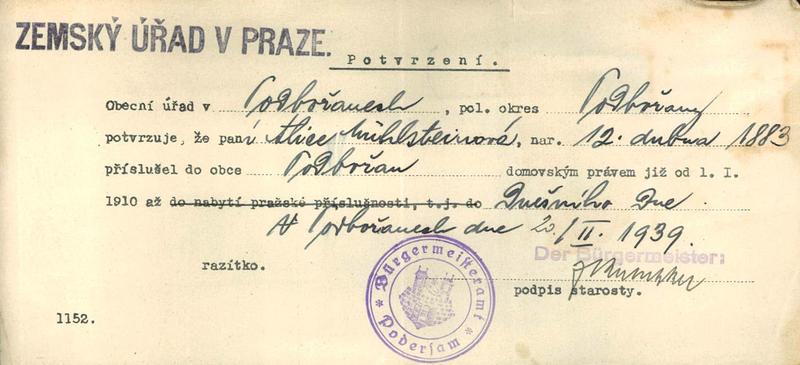 ZEMSKÝ ÚŘAD V PRAZE.
Potvrzení.
Obecní úřad v Podbořanech, pol. okres Podbořany
potvrzuje, že paní Alice Mühlsteinová, nar. 12. dubna 1883
příslušel do obce Podbořan domovským právem již od 1. I.
1910 až do nabytí pražské příslušnosti, t.j. do Dnešního Dne
V Podbořanech dne 20/II. 1939.
Der Bürgermeister:
razítko.
podpis starosty.
* Bürgermeisteramt *
Podersam
1152.